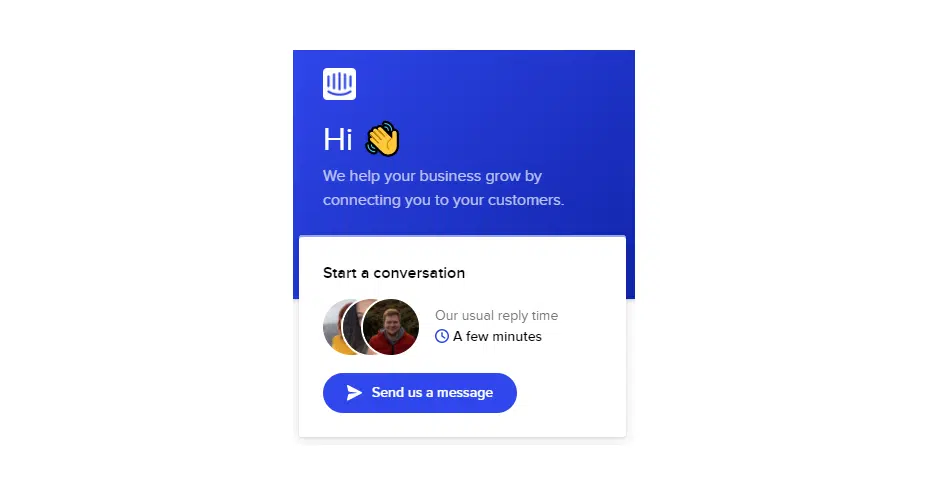 Hi 👋
We help your business grow by
connecting you to your customers.
Start a conversation
Our usual reply time
A few minutes
Send us a message